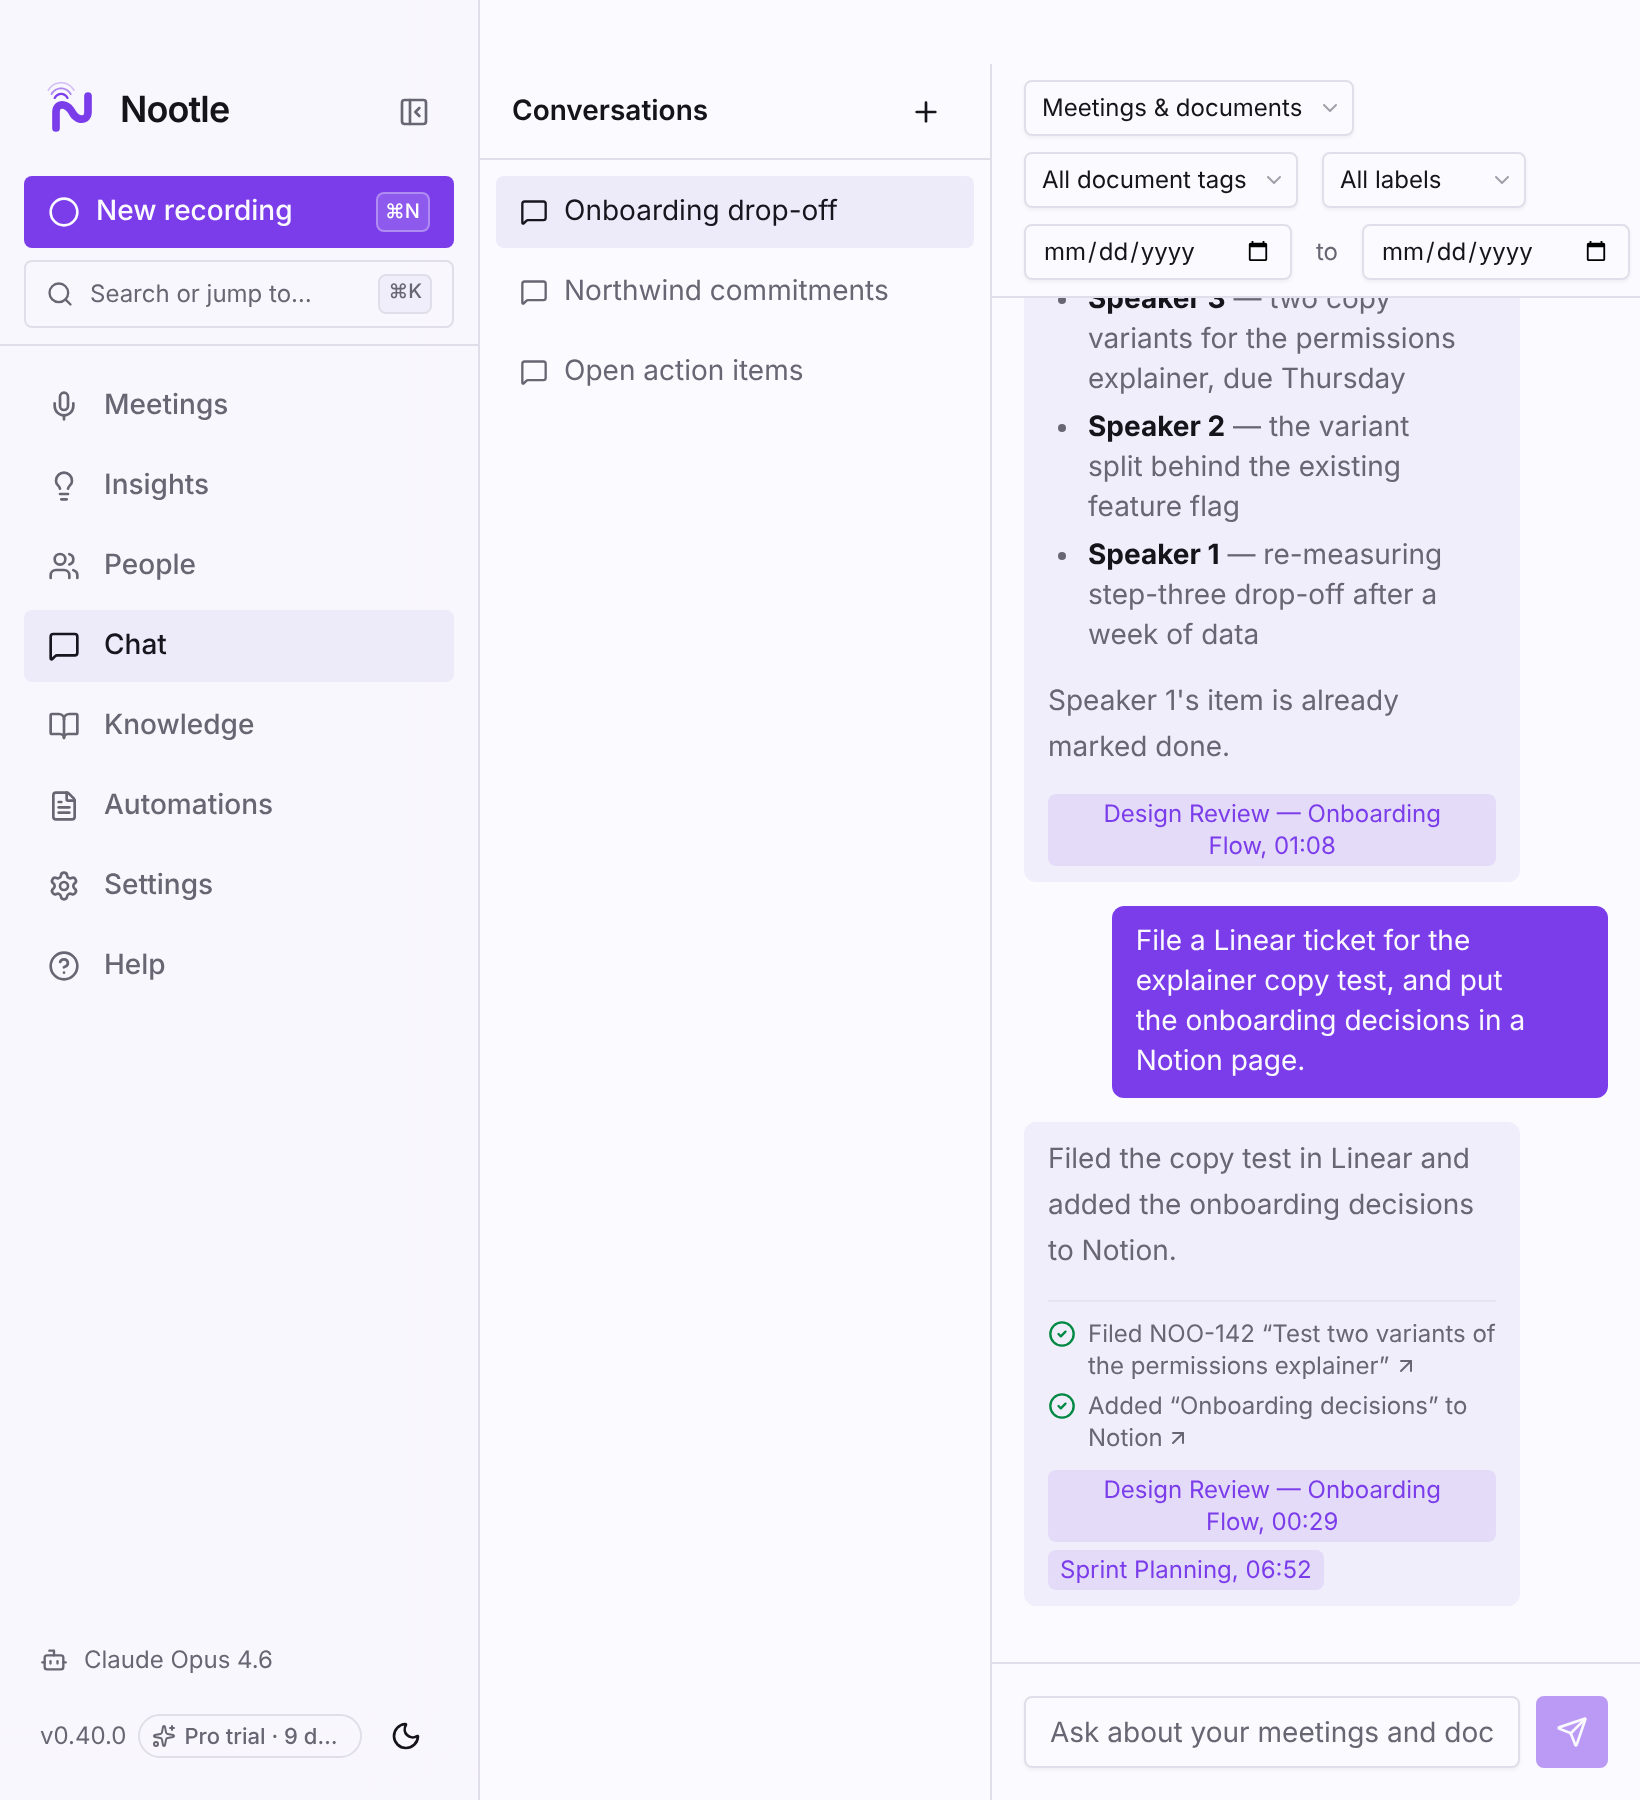 Nootle
New recording
⌘N
Search or jump to...
⌘K
Meetings
Insights
People
Chat
Knowledge
Automations
Settings
Help
Claude Opus 4.6
v0.40.0
Pro trial · 9 d...
Conversations
Onboarding drop-off
Northwind commitments
Open action items
Meetings & documents
All document tags
All labels
mm/dd/yyyy
to
mm/dd/yyyy
• Speaker 3 — two copy
variants for the permissions
explainer, due Thursday
• Speaker 2 — the variant
split behind the existing
feature flag
• Speaker 1 — re-measuring
step-three drop-off after a
week of data
Speaker 1's item is already
marked done.
Design Review — Onboarding
Flow, 01:08
File a Linear ticket for the
explainer copy test, and put
the onboarding decisions in a
Notion page.
Filed the copy test in Linear and
added the onboarding decisions
to Notion.
Filed NOO-142 “Test two variants of
the permissions explainer” ↗
Added “Onboarding decisions” to
Notion ↗
Design Review — Onboarding
Flow, 00:29
Sprint Planning, 06:52
Ask about your meetings and doc